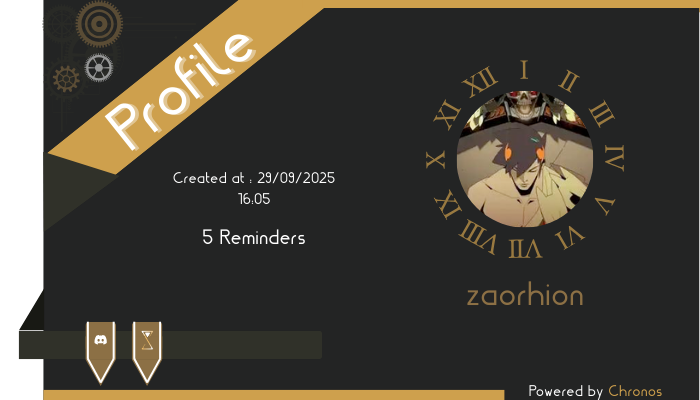 Profile
Created at : 29/09/2025
16:05
5 Reminders
I
II
III
IV
V
VI
VII
VIII
IX
X
XI
XII
zaorhion
Powered by Chronos